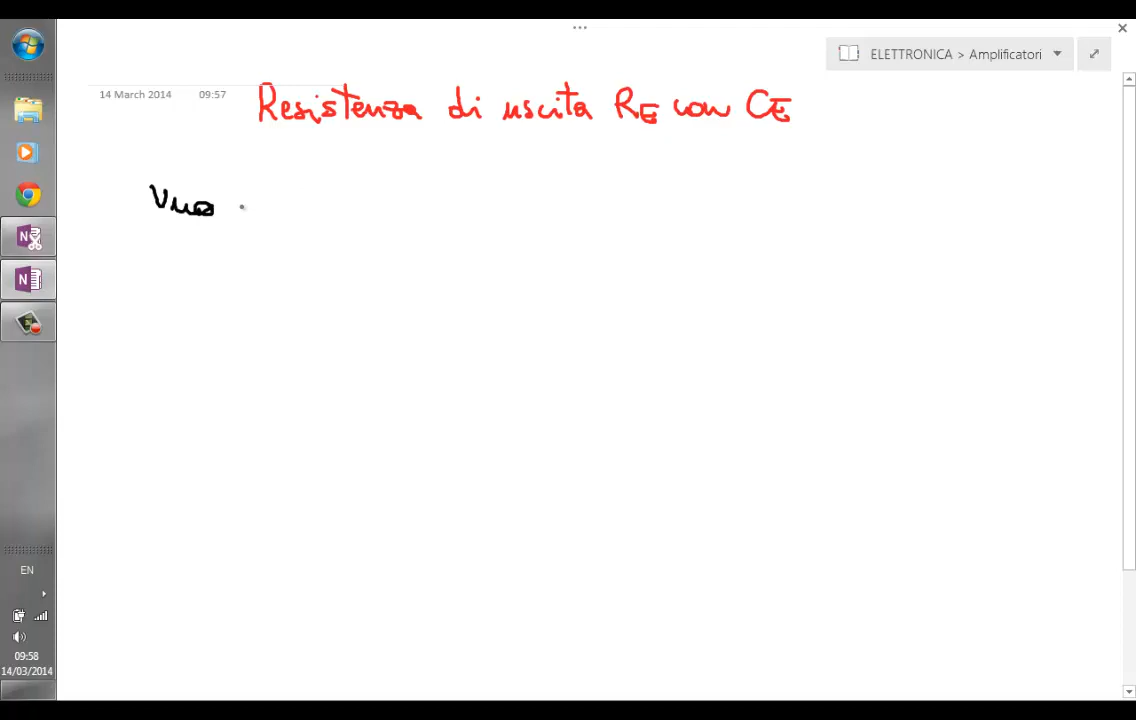 ELETTRONICA > Amplificatori
14 March 2014 09:57
Resistenza di uscita RE con CE
EN
09:58
14/03/2014